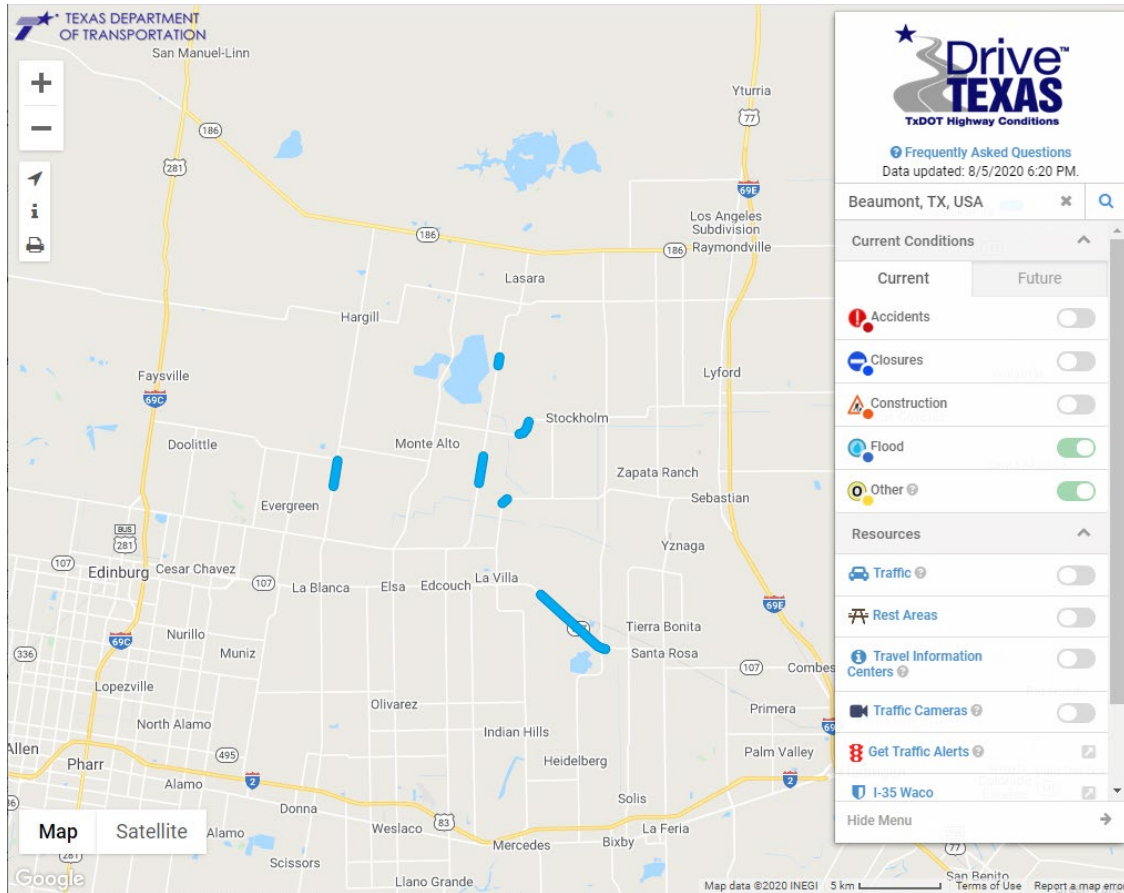 TEXAS DEPARTMENT
OF TRANSPORTATION
San Manuel-Linn
+
−
186
281
Yturria
77
69E
Los Angeles
Subdivision
186
186
Raymondville
Lasara
Hargill
Faysville
69C
Lyford
Stockholm
Doolittle
Monte Alto
Zapata Ranch
Evergreen
Sebastian
BUS
281
Yznaga
107
Edinburg
Cesar Chavez
107
La Blanca
Elsa
Edcouch
La Villa
69E
69C
Nurillo
Tierra Bonita
336
Muniz
Santa Rosa
107
Combes
Lopezville
Olivarez
Primera
North Alamo
Indian Hills
69
Allen
495
Palm Valley
Pharr
Heidelberg
2
2
Alamo
Donna
Solis
Weslaco
83
La Feria
Alamo
Mercedes
Bixby
Map
Satellite
281
Scissors
77
Google
Llano Grande
San Benito
Map data ©2020 INEGI
5 km
Terms of Use
Report a map error
Drive™
TEXAS
TxDOT Highway Conditions
Frequently Asked Questions
Data updated: 8/5/2020 6:20 PM.
Beaumont, TX, USA
Current Conditions
Current
Future
Accidents
Closures
Construction
Flood
Other
Resources
Traffic
Rest Areas
Travel Information
Centers
Traffic Cameras
Get Traffic Alerts
I-35 Waco
Hide Menu